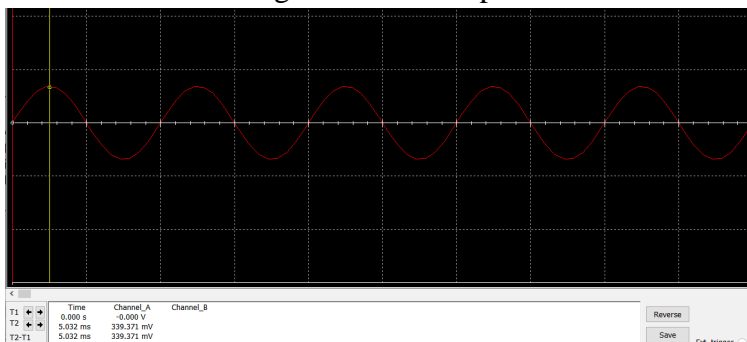 <
Time Channel_A Channel_B
T1 0.000 s -0.000 V
T2 5.032 ms 339.371 mV
T2-T1 5.032 ms 339.371 mV
Reverse
Save